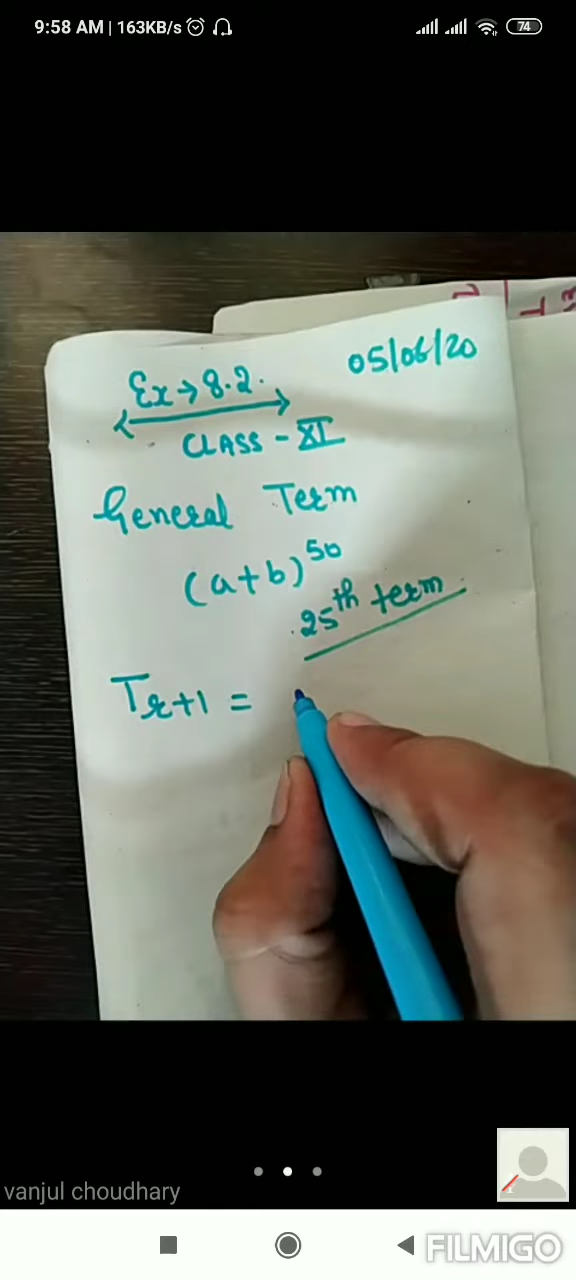 9:58 AM | 163KB/s
74
Ex → 8.2.
05/06/20
CLASS - XI
General Term
(a+b)^50
25th term
Tr+1 =
vanjul choudhary
FILMIGO